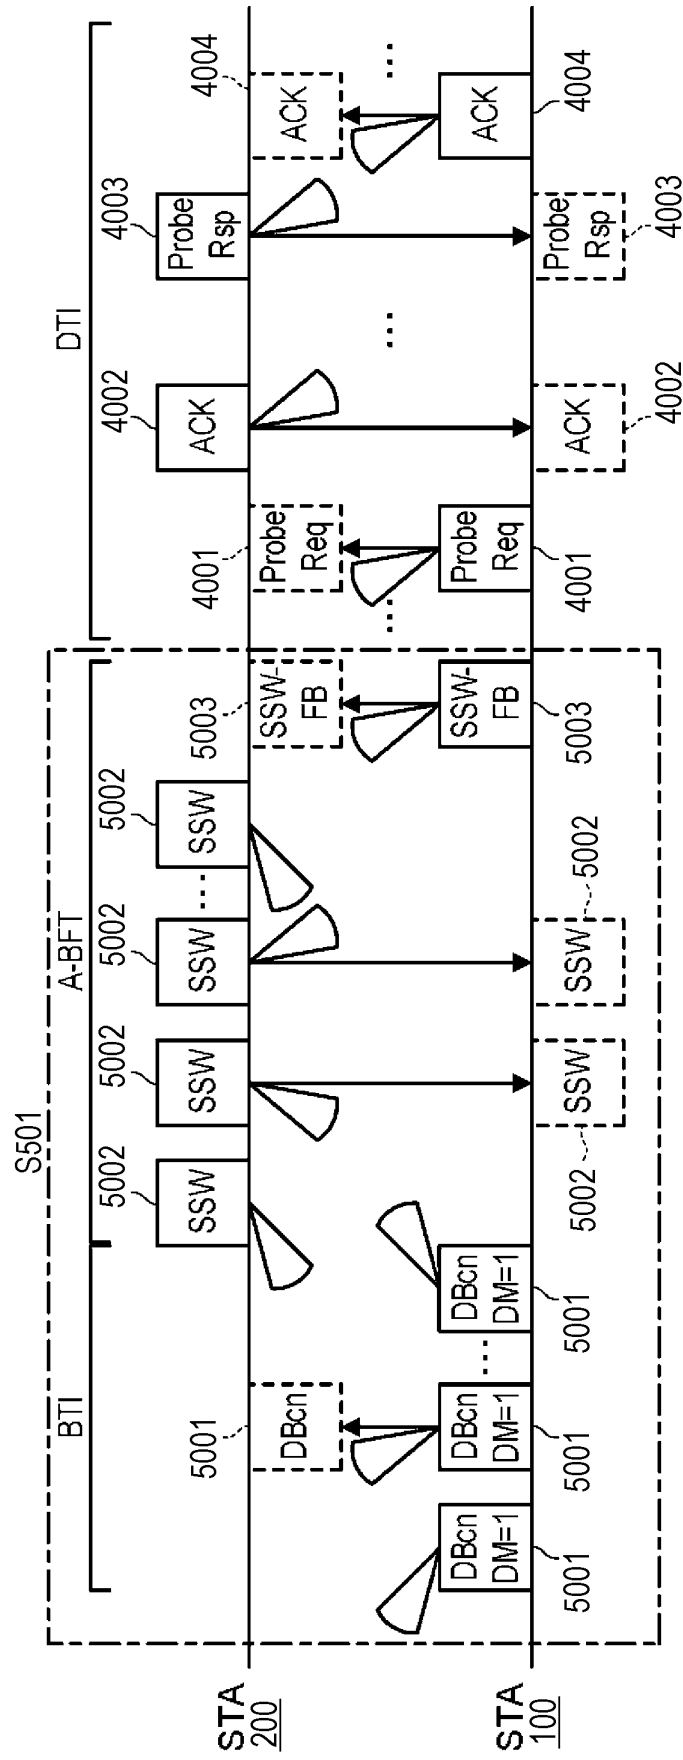 S501
BTI
A-BFT
DTI
5002
5002
5002
5002
4002
4003
SSW
SSW
SSW
....
SSW
ACK
Probe
Rsp
STA
200
5001
5003
4001
4004
DBcn
SSW-
FB
Probe
Req
ACK
...
...
...
STA
100
DBcn
DM=1
DBcn
DM=1
....
DBcn
DM=1
SSW-
FB
Probe
Req
ACK
5001
5001
5001
5003
4001
4004
SSW
SSW
ACK
Probe
Rsp
5002
5002
4002
4003